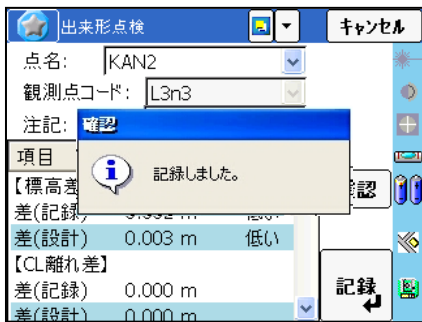 出来形点検
キャンセル
点名: KAN2
観測点コード: L3n3
注記:
確認
記録しました。
項目
【標高差
認
差(記録)
差(設計) 0.003 m 低い
【CL離れ差】
差(記録) 0.000 m
記録
差(設計) 0.000 m